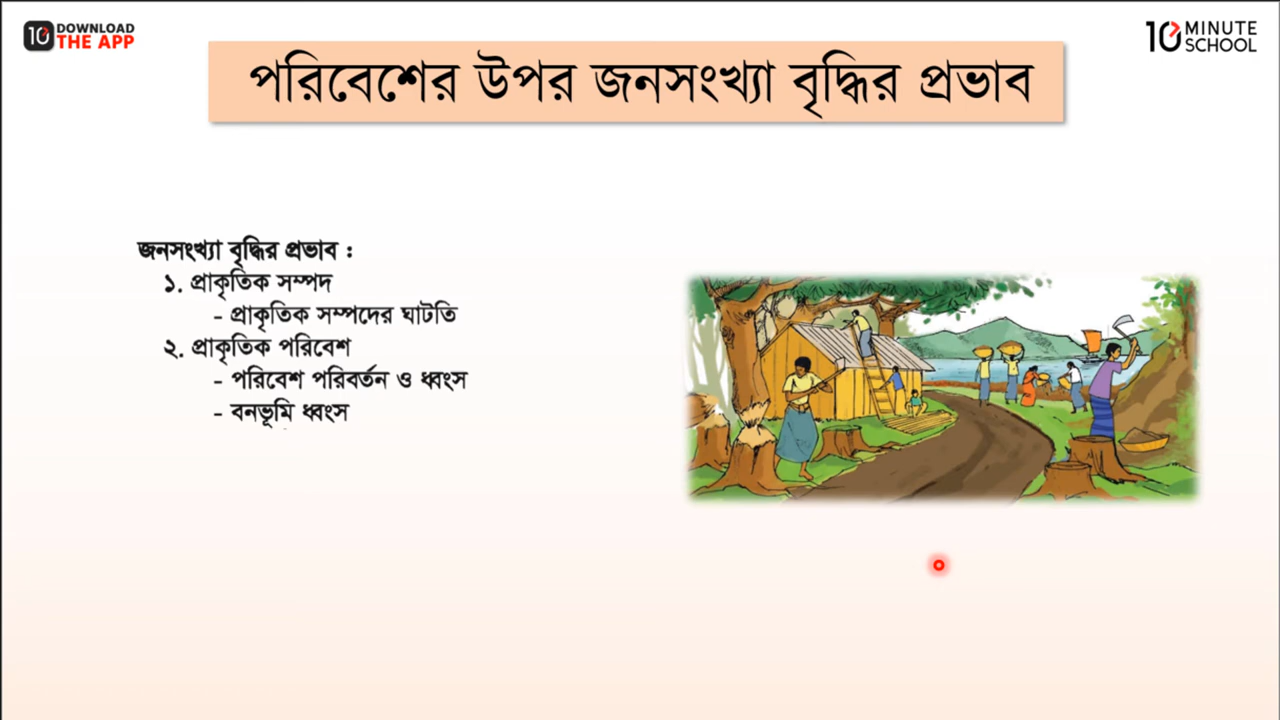 10 DOWNLOAD
THE APP
10 MINUTE
SCHOOL
পরিবেশের উপর জনসংখ্যা বৃদ্ধির প্রভাব
জনসংখ্যা বৃদ্ধির প্রভাব :
১. প্রাকৃতিক সম্পদ
- প্রাকৃতিক সম্পদের ঘাটতি
২. প্রাকৃতিক পরিবেশ
- পরিবেশ পরিবর্তন ও ধ্বংস
- বনভূমি ধ্বংস